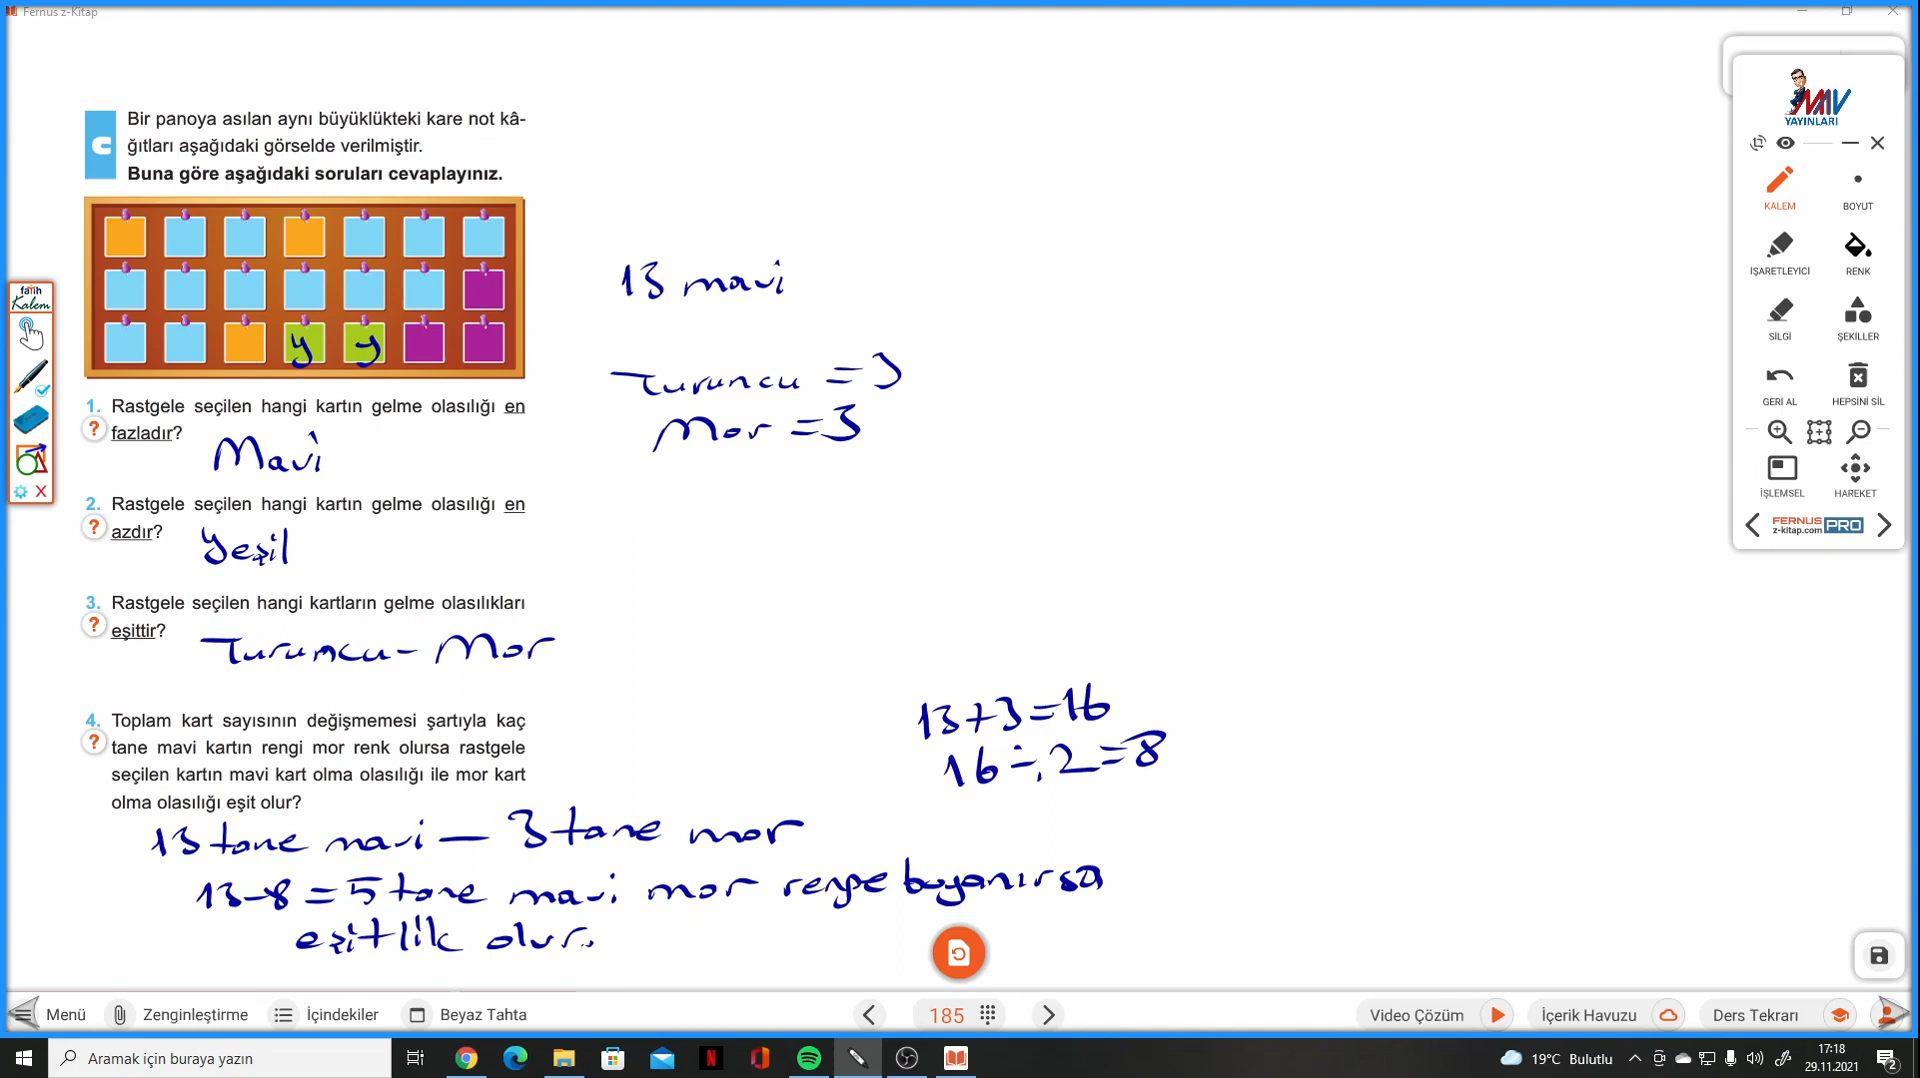 Fernus z-Kitap
C
Bir panoya asılan aynı büyüklükteki kare not kâ-
ğıtları aşağıdaki görselde verilmiştir.
Buna göre aşağıdaki soruları cevaplayınız.
y y
1. Rastgele seçilen hangi kartın gelme olasılığı en
? fazladır?
Mavi
2. Rastgele seçilen hangi kartın gelme olasılığı en
? azdır?
Yeşil
3. Rastgele seçilen hangi kartların gelme olasılıkları
? eşittir?
Turuncu - Mor
4. Toplam kart sayısının değişmemesi şartıyla kaç
? tane mavi kartın rengi mor renk olursa rastgele
seçilen kartın mavi kart olma olasılığı ile mor kart
olma olasılığı eşit olur?
13 tane mavi — 3 tane mor
13-8 = 5 tane mavi mor renge boyanırsa
eşitlik olur.
13 mavi
Turuncu = 3
Mor = 3
13+3=16
16÷2=8
fatih
Kalem
X
MAV
YAYINLARI
KALEM
BOYUT
İŞARETLEYİCİ
RENK
SİLGİ
ŞEKİLLER
GERİ AL
HEPSİNİ SİL
İŞLEMSEL
HAREKET
FERNUS PRO
z-kitap.com
Menü
Zenginleştirme
İçindekiler
Beyaz Tahta
185
Video Çözüm
İçerik Havuzu
Ders Tekrarı
Aramak için buraya yazın
N
19°C Bulutlu
17:18
29.11.2021
2